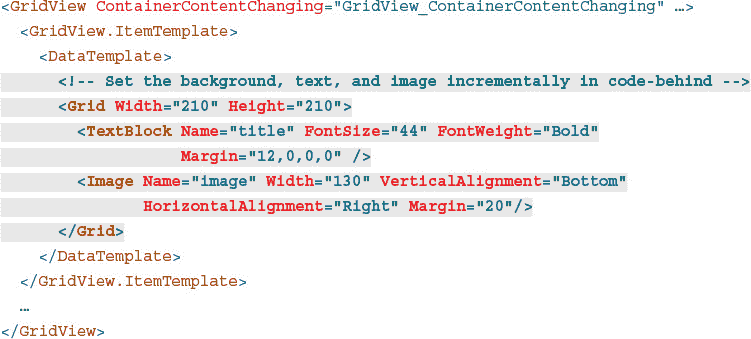 <GridView ContainerContentChanging="GridView_ContainerContentChanging" …>
  <GridView.ItemTemplate>
    <DataTemplate>
      <!-- Set the background, text, and image incrementally in code-behind -->
      <Grid Width="210" Height="210">
        <TextBlock Name="title" FontSize="44" FontWeight="Bold"
                   Margin="12,0,0,0" />
        <Image Name="image" Width="130" VerticalAlignment="Bottom"
               HorizontalAlignment="Right" Margin="20"/>
      </Grid>
    </DataTemplate>
  </GridView.ItemTemplate>
  …
</GridView>